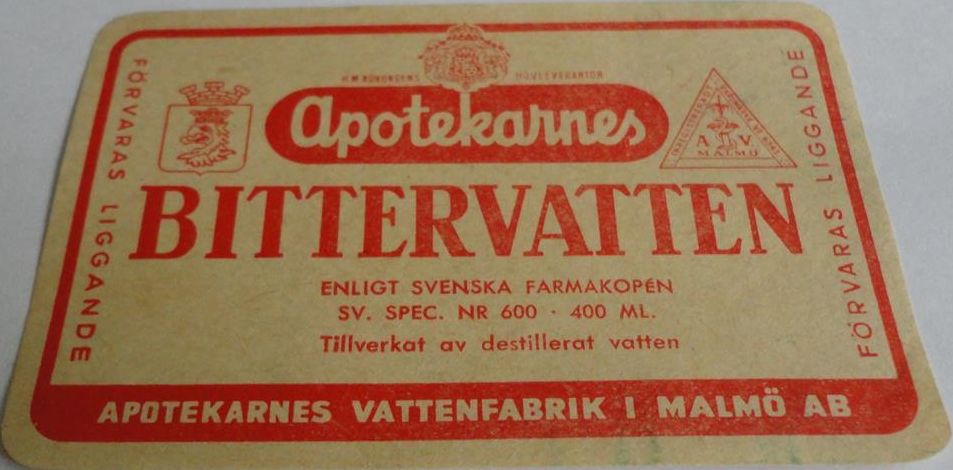 H.M. KONUNGENS HOVLEVERANTÖR
Apotekarnes
A V
MALMÖ
BITTERVATTEN
ENLIGT SVENSKA FARMAKOPÉN
SV. SPEC. NR 600 · 400 ML.
Tillverkat av destillerat vatten
FÖRVARAS LIGGANDE
FÖRVARAS LIGGANDE
APOTEKARNES VATTENFABRIK I MALMÖ AB